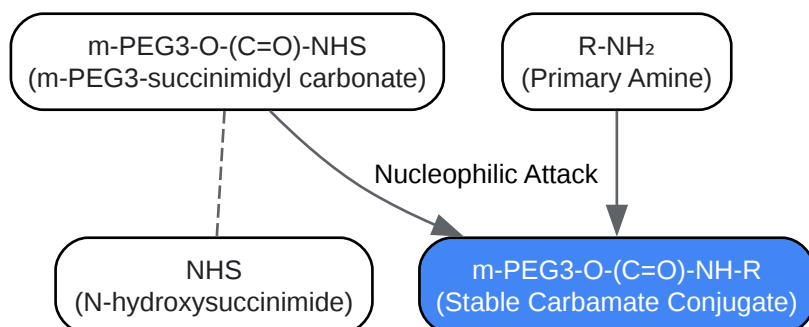 m-PEG3-O-(C=O)-NHS
(m-PEG3-succinimidyl carbonate)
R-NH₂
(Primary Amine)
Nucleophilic Attack
NHS
(N-hydroxysuccinimide)
m-PEG3-O-(C=O)-NH-R
(Stable Carbamate Conjugate)